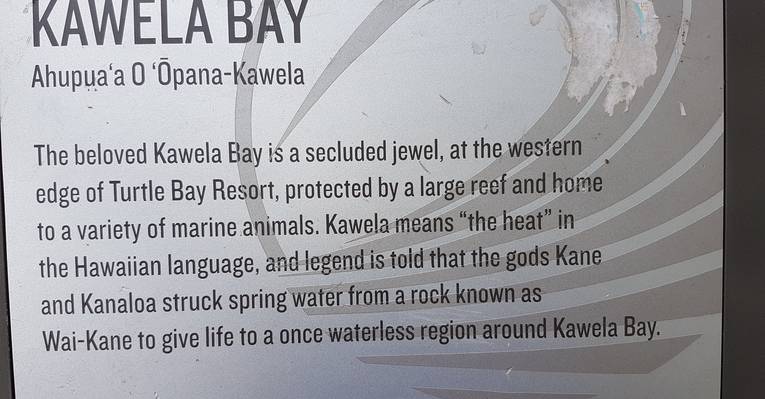 KAWELA BAY
Ahupuaʻa O ʻŌpana-Kawela
The beloved Kawela Bay is a secluded jewel, at the western
edge of Turtle Bay Resort, protected by a large reef and home
to a variety of marine animals. Kawela means “the heat” in
the Hawaiian language, and legend is told that the gods Kane
and Kanaloa struck spring water from a rock known as
Wai-Kane to give life to a once waterless region around Kawela Bay.